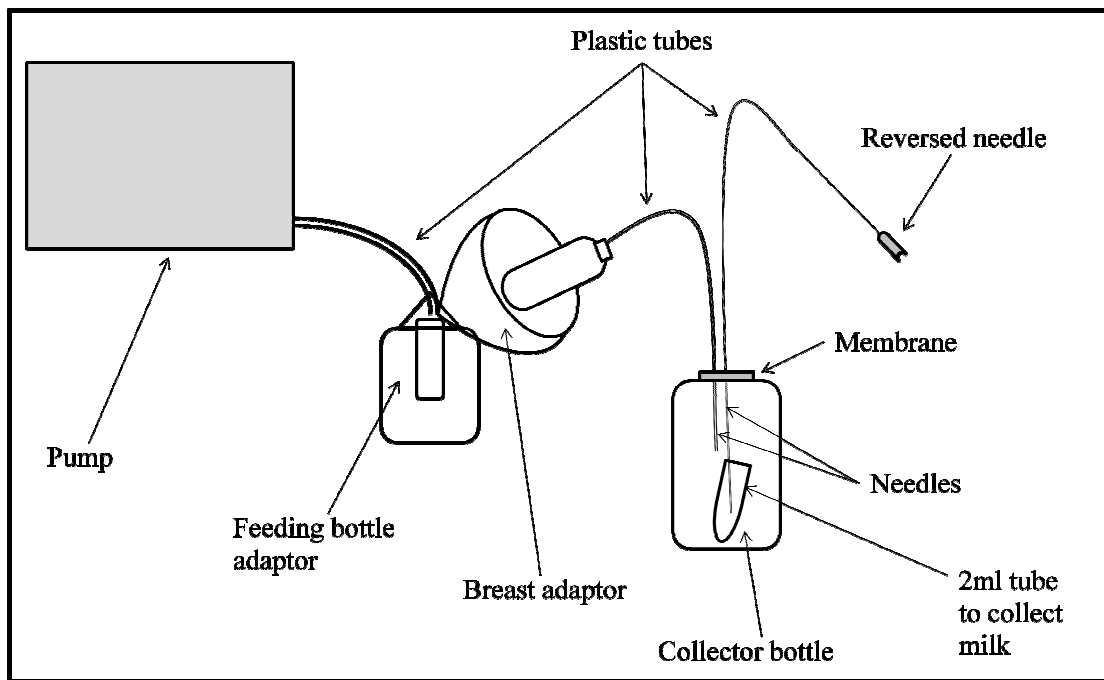 Plastic tubes
Reversed needle
Membrane
Pump
Needles
Feeding bottle
adaptor
Breast adaptor
2ml tube
to collect
milk
Collector bottle